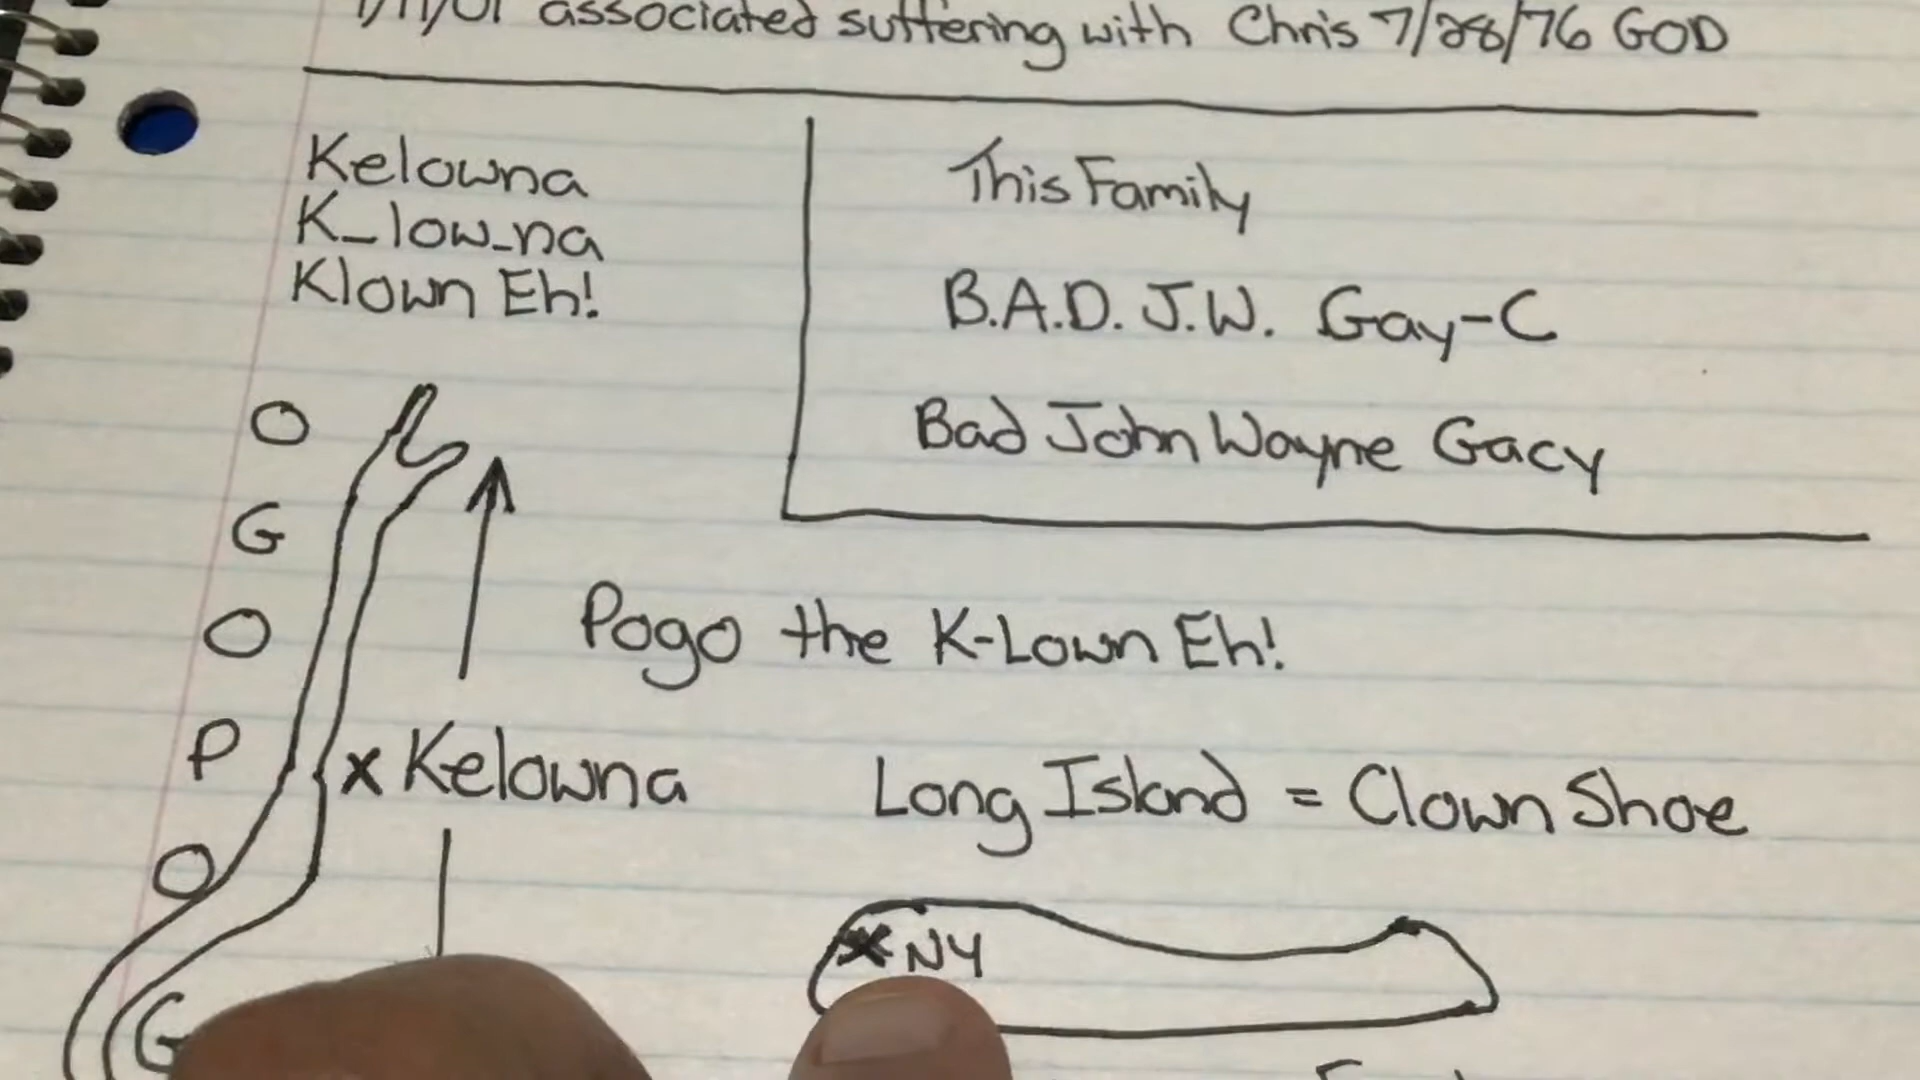 associated suffering with Chris 7/28/76 GOD
Kelowna
K_low_na
Klown Eh!
This Family
B.A.D. J.W. Gay-C
Bad John Wayne Gacy
O
G
O
P
O
G
Pogo the K-Lown Eh!
x Kelowna
Long Island = Clown Shoe
x NY